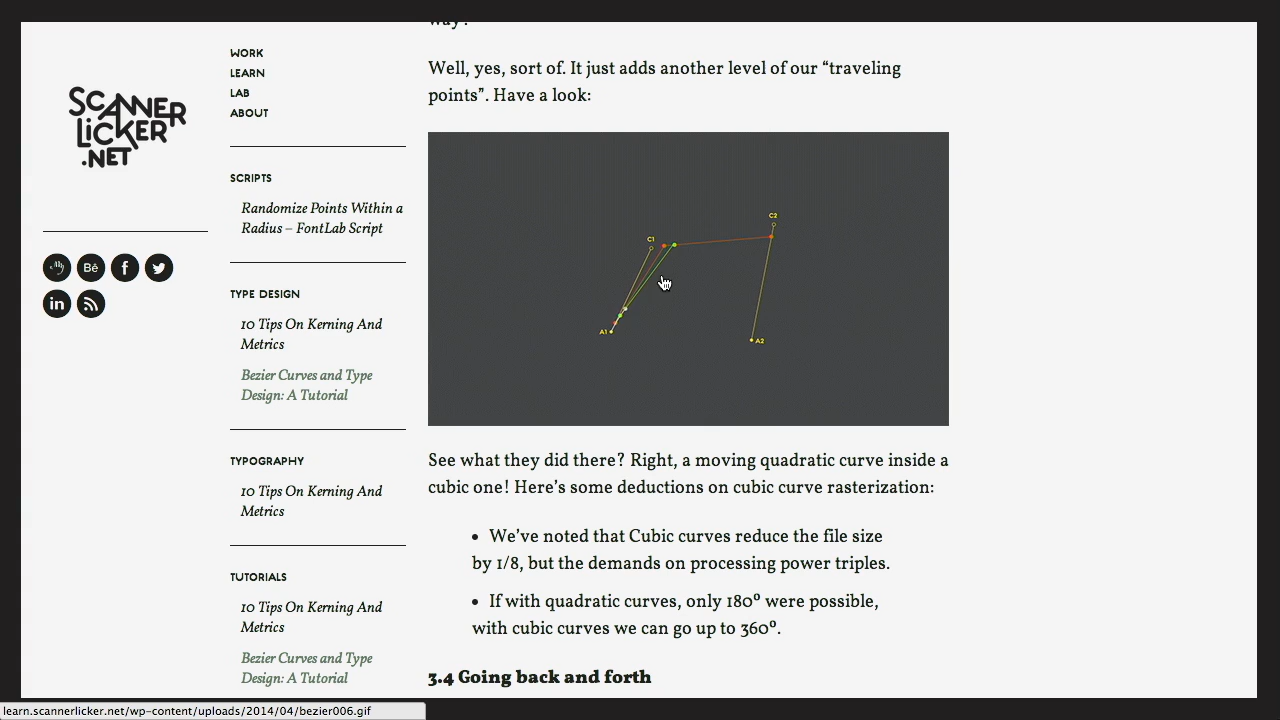 SCANNER
LICKER
.NET
Bē
f
in
WORK
LEARN
LAB
ABOUT
SCRIPTS
Randomize Points Within a
Radius – FontLab Script
TYPE DESIGN
10 Tips On Kerning And
Metrics
Bezier Curves and Type
Design: A Tutorial
TYPOGRAPHY
10 Tips On Kerning And
Metrics
TUTORIALS
10 Tips On Kerning And
Metrics
Bezier Curves and Type
Design: A Tutorial
way?
Well, yes, sort of. It just adds another level of our “traveling
points”. Have a look:
C2
C1
A1
A2
See what they did there? Right, a moving quadratic curve inside a
cubic one! Here’s some deductions on cubic curve rasterization:
• We’ve noted that Cubic curves reduce the file size
by 1/8, but the demands on processing power triples.
• If with quadratic curves, only 180º were possible,
with cubic curves we can go up to 360º.
3.4 Going back and forth
learn.scannerlicker.net/wp-content/uploads/2014/04/bezier006.gif